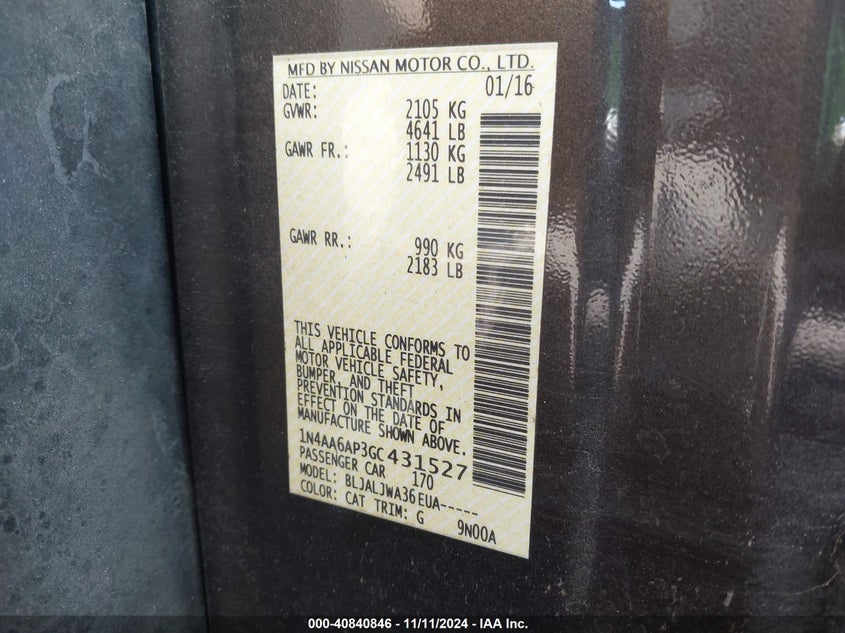 MFD BY NISSAN MOTOR CO., LTD.
DATE: 01/16
GVWR: 2105 KG
4641 LB
GAWR FR.: 1130 KG
2491 LB
GAWR RR.: 990 KG
2183 LB
THIS VEHICLE CONFORMS TO
ALL APPLICABLE FEDERAL
MOTOR VEHICLE SAFETY,
BUMPER, AND THEFT
PREVENTION STANDARDS IN
EFFECT ON THE DATE OF
MANUFACTURE SHOWN ABOVE.
1N4AA6AP3GC431527
PASSENGER CAR 170
MODEL: BLJALJWA36EUA-----
COLOR: CAT TRIM: G 9N00A
000-40840846 - 11/11/2024 - IAA Inc.